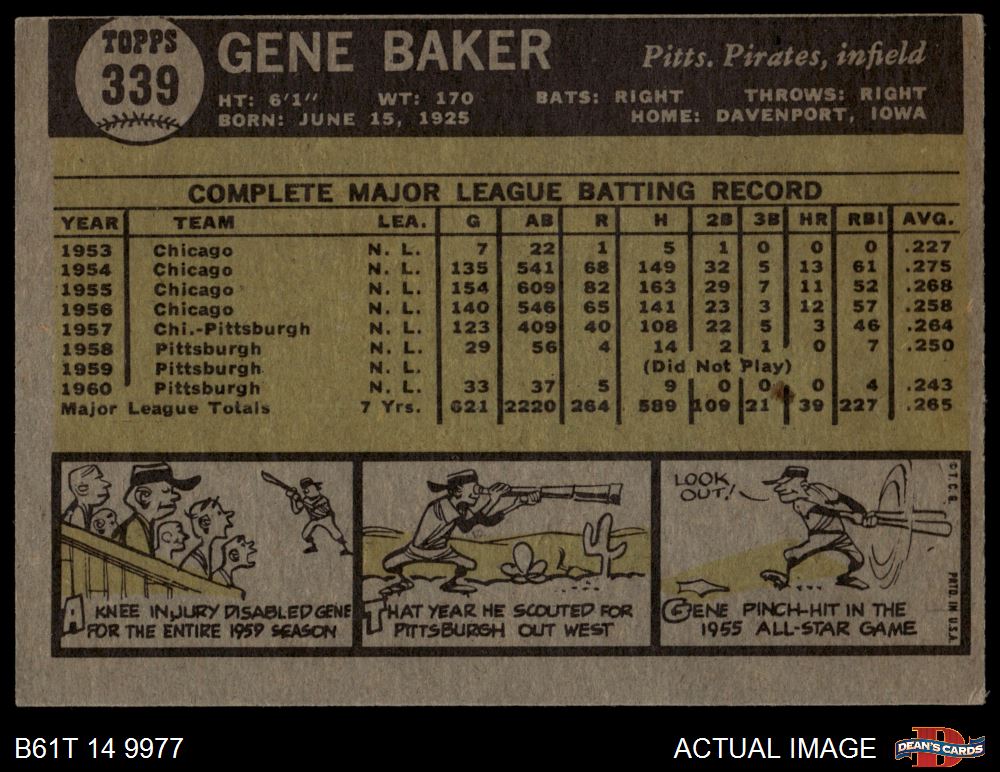 TOPPS
339
GENE BAKER
Pitts. Pirates, infield
HT: 6'1" WT: 170 BATS: RIGHT THROWS: RIGHT
BORN: JUNE 15, 1925 HOME: DAVENPORT, IOWA
COMPLETE MAJOR LEAGUE BATTING RECORD
YEAR TEAM LEA. G AB R H 2B 3B HR RBI AVG.
1953 Chicago N. L. 7 22 1 5 1 0 0 0 .227
1954 Chicago N. L. 135 541 68 149 32 5 13 61 .275
1955 Chicago N. L. 154 609 82 163 29 7 11 52 .268
1956 Chicago N. L. 140 546 65 141 23 3 12 57 .258
1957 Chi.-Pittsburgh N. L. 123 409 40 108 22 5 3 46 .264
1958 Pittsburgh N. L. 29 56 4 14 2 1 0 7 .250
1959 Pittsburgh N. L. (Did Not Play)
1960 Pittsburgh N. L. 33 37 5 9 0 0 0 4 .243
Major League Totals 7 Yrs. 621 2220 264 589 109 21 39 227 .265
A KNEE INJURY DISABLED GENE
FOR THE ENTIRE 1959 SEASON
THAT YEAR HE SCOUTED FOR
PITTSBURGH OUT WEST
LOOK
OUT!
GENE PINCH-HIT IN THE
1955 ALL-STAR GAME
© T.C.G.
PRTD. IN U.S.A.
B61T 14 9977
ACTUAL IMAGE
D
DEAN'S CARDS